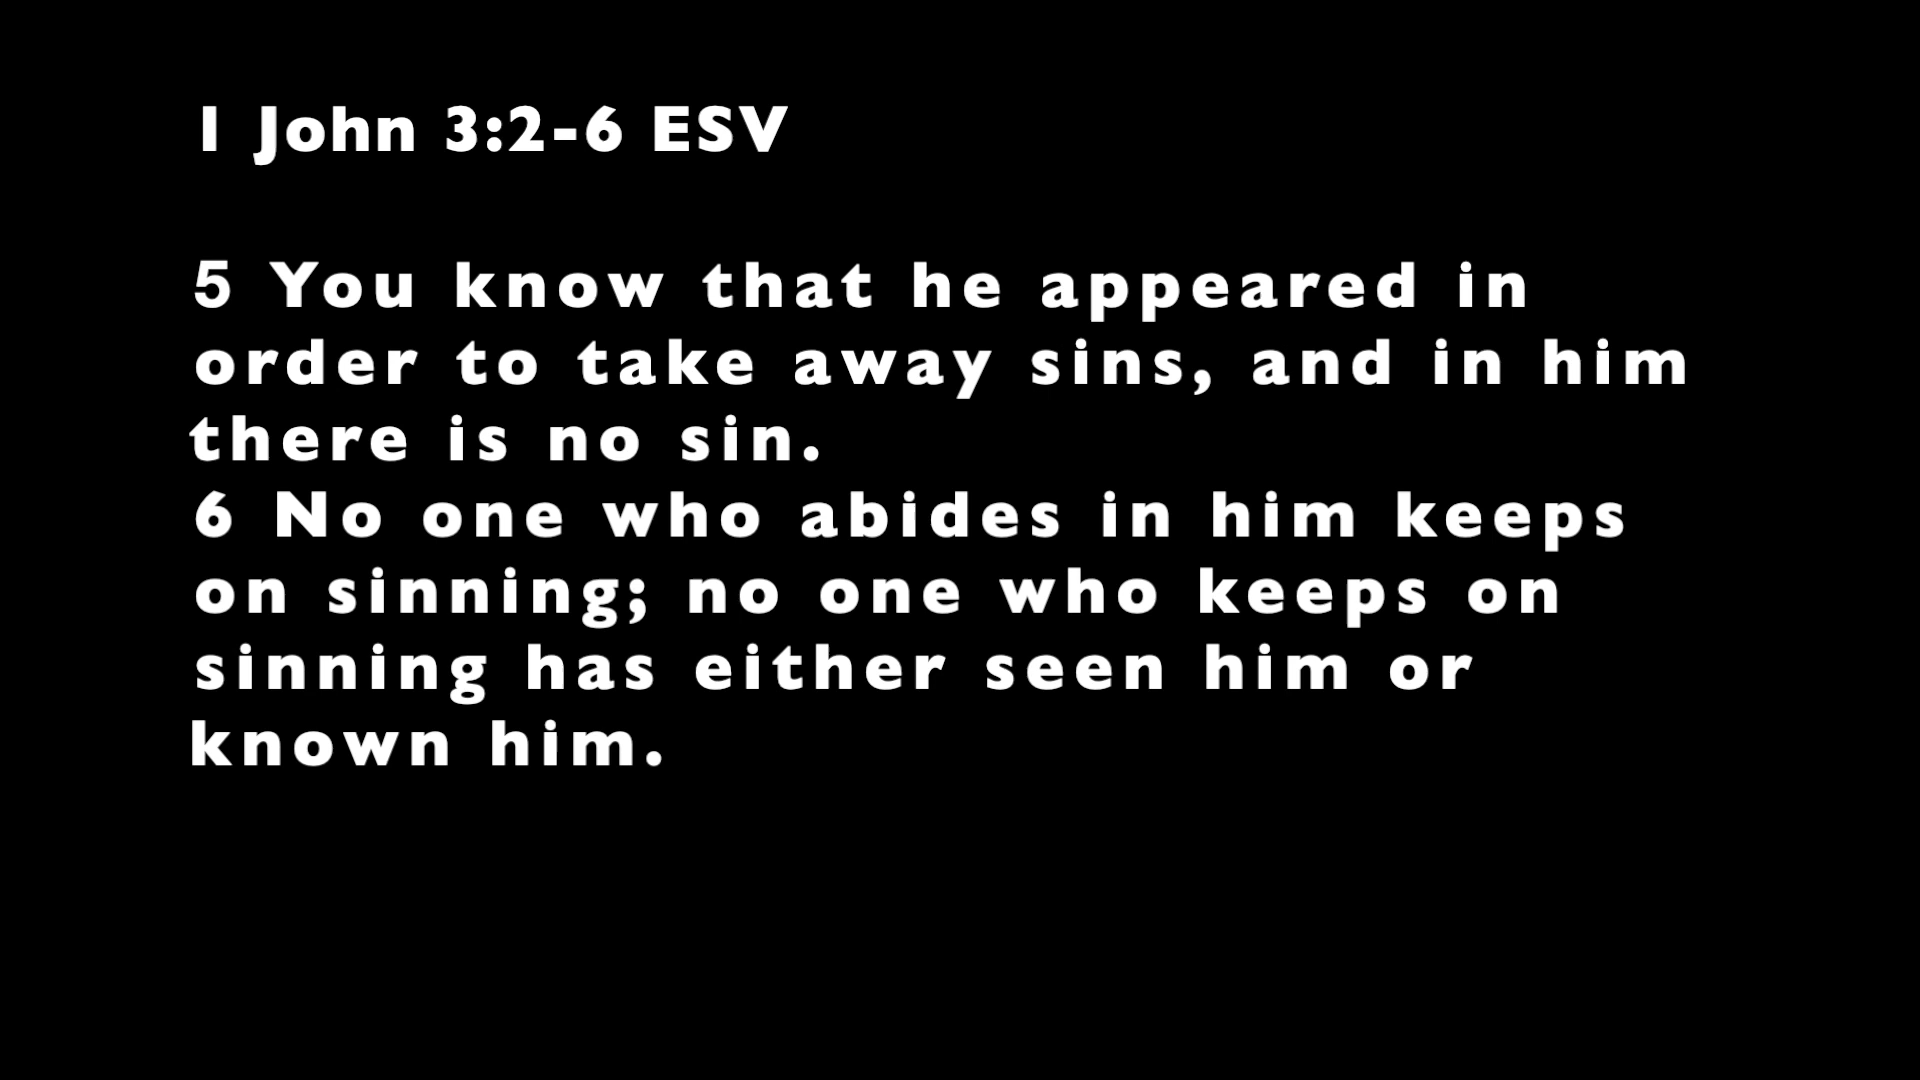 1 John 3:2-6 ESV
5 You know that he appeared in
order to take away sins, and in him
there is no sin.
6 No one who abides in him keeps
on sinning; no one who keeps on
sinning has either seen him or
known him.